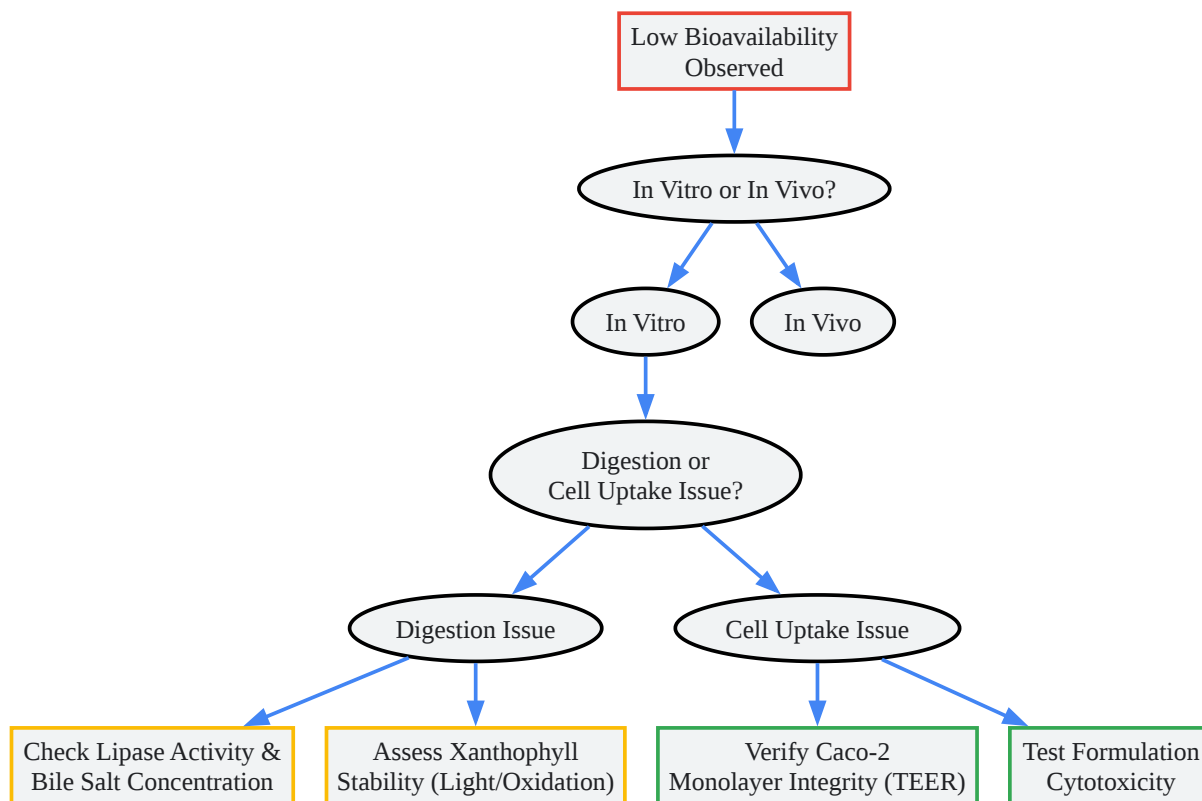 Low Bioavailability
Observed
In Vitro or In Vivo?
In Vitro
In Vivo
Digestion or
Cell Uptake Issue?
Digestion Issue
Cell Uptake Issue
Check Lipase Activity &
Bile Salt Concentration
Assess Xanthophyll
Stability (Light/Oxidation)
Verify Caco-2
Monolayer Integrity (TEER)
Test Formulation
Cytotoxicity